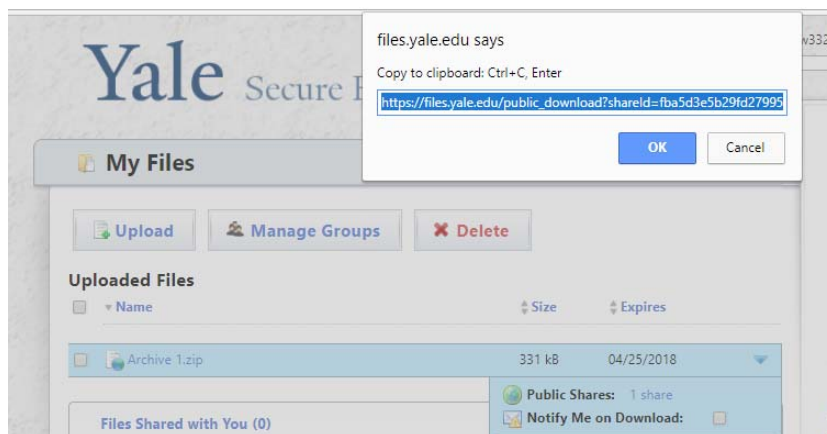 files.yale.edu says
Copy to clipboard: Ctrl+C, Enter
https://files.yale.edu/public_download?shareId=fba5d3e5b29fd27995
OK Cancel
Yale Secure
My Files
Upload Manage Groups Delete
Uploaded Files
Name Size Expires
Archive 1.zip 331 kB 04/25/2018
Public Shares: 1 share
Notify Me on Download:
Files Shared with You (0)